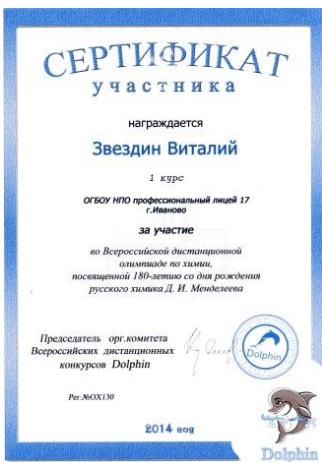 СЕРТИФИКАТ
участника
награждается
Звездин Виталий
1 курс
ОГБОУ НПО профессиональный лицей 17
г.Иваново
за участие
во Всероссийской дистанционной
олимпиаде по химии,
посвященной 180-летию со дня рождения
русского химика Д. И. Менделеева
Председатель орг.комитета
Всероссийских дистанционных
конкурсов Dolphin
Dolphin
Рег.№ОХ130
2014 год
Dolphin